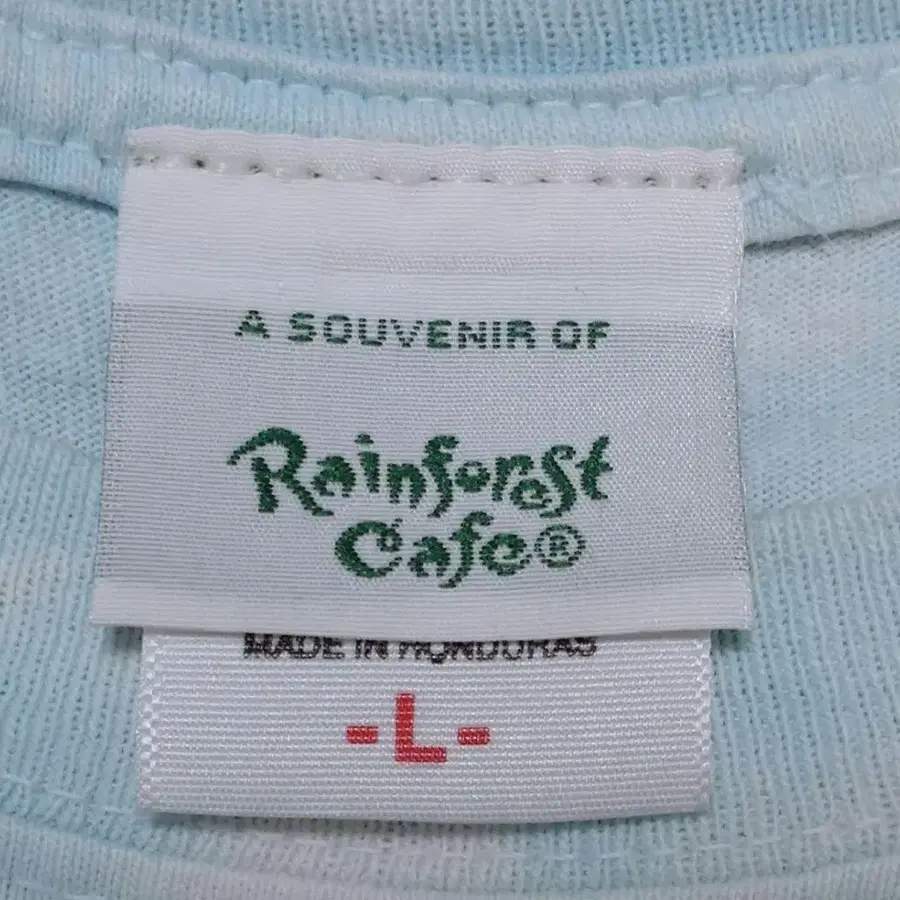 A SOUVENIR OF
Rainforest
Cafe®
MADE IN HONDURAS
-L-